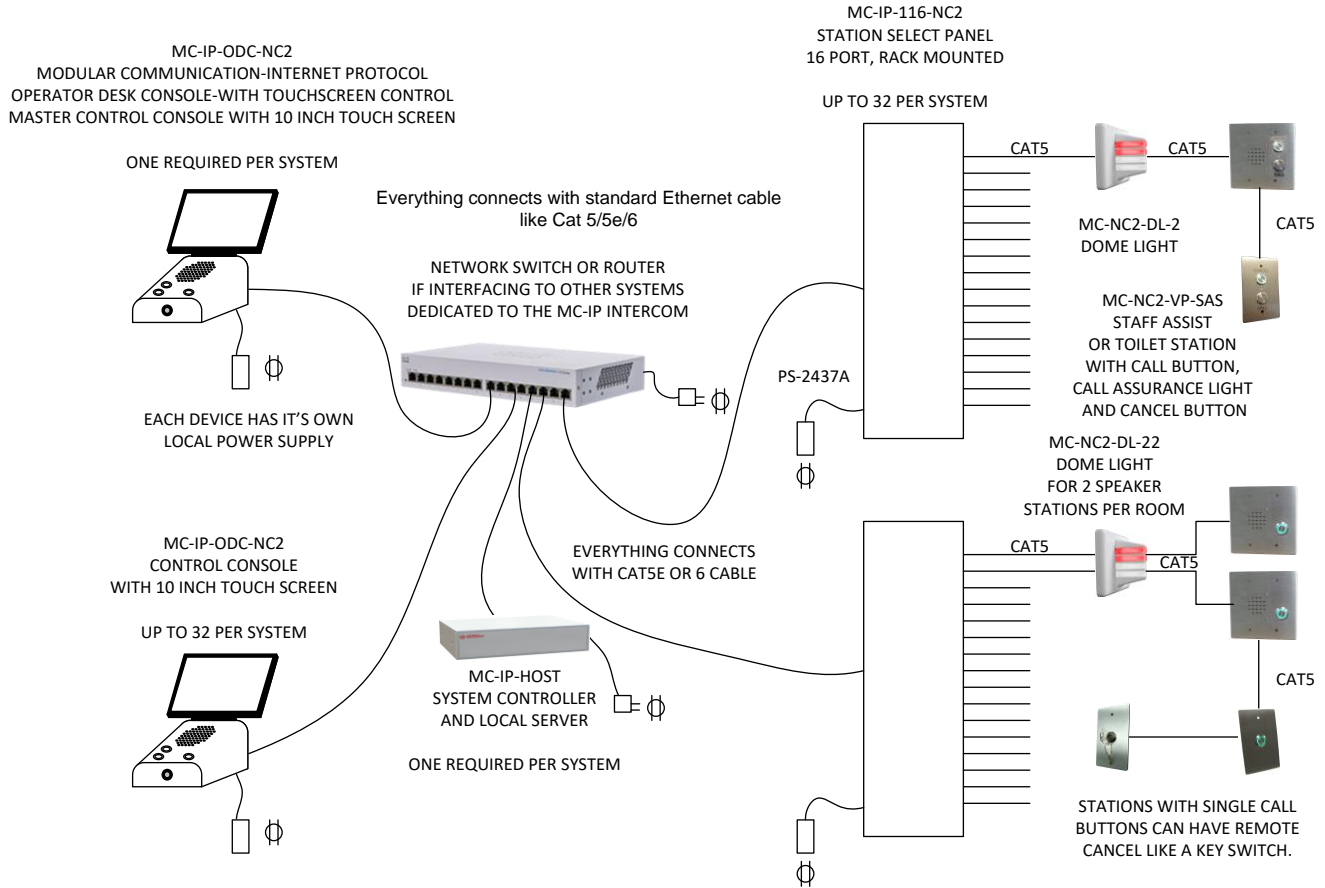 MC-IP-ODC-NC2
MODULAR COMMUNICATION-INTERNET PROTOCOL
OPERATOR DESK CONSOLE-WITH TOUCHSCREEN CONTROL
MASTER CONTROL CONSOLE WITH 10 INCH TOUCH SCREEN
ONE REQUIRED PER SYSTEM
EACH DEVICE HAS IT’S OWN
LOCAL POWER SUPPLY
MC-IP-ODC-NC2
CONTROL CONSOLE
WITH 10 INCH TOUCH SCREEN
UP TO 32 PER SYSTEM
Everything connects with standard Ethernet cable
like Cat 5/5e/6
NETWORK SWITCH OR ROUTER
IF INTERFACING TO OTHER SYSTEMS
DEDICATED TO THE MC-IP INTERCOM
EVERYTHING CONNECTS
WITH CAT5E OR 6 CABLE
MC-IP-HOST
SYSTEM CONTROLLER
AND LOCAL SERVER
ONE REQUIRED PER SYSTEM
MC-IP-116-NC2
STATION SELECT PANEL
16 PORT, RACK MOUNTED
UP TO 32 PER SYSTEM
PS-2437A
CAT5
CAT5
CAT5
MC-NC2-DL-2
DOME LIGHT
MC-NC2-VP-SAS
STAFF ASSIST
OR TOILET STATION
WITH CALL BUTTON,
CALL ASSURANCE LIGHT
AND CANCEL BUTTON
MC-NC2-DL-22
DOME LIGHT
FOR 2 SPEAKER
STATIONS PER ROOM
CAT5
CAT5
CAT5
STATIONS WITH SINGLE CALL
BUTTONS CAN HAVE REMOTE
CANCEL LIKE A KEY SWITCH.